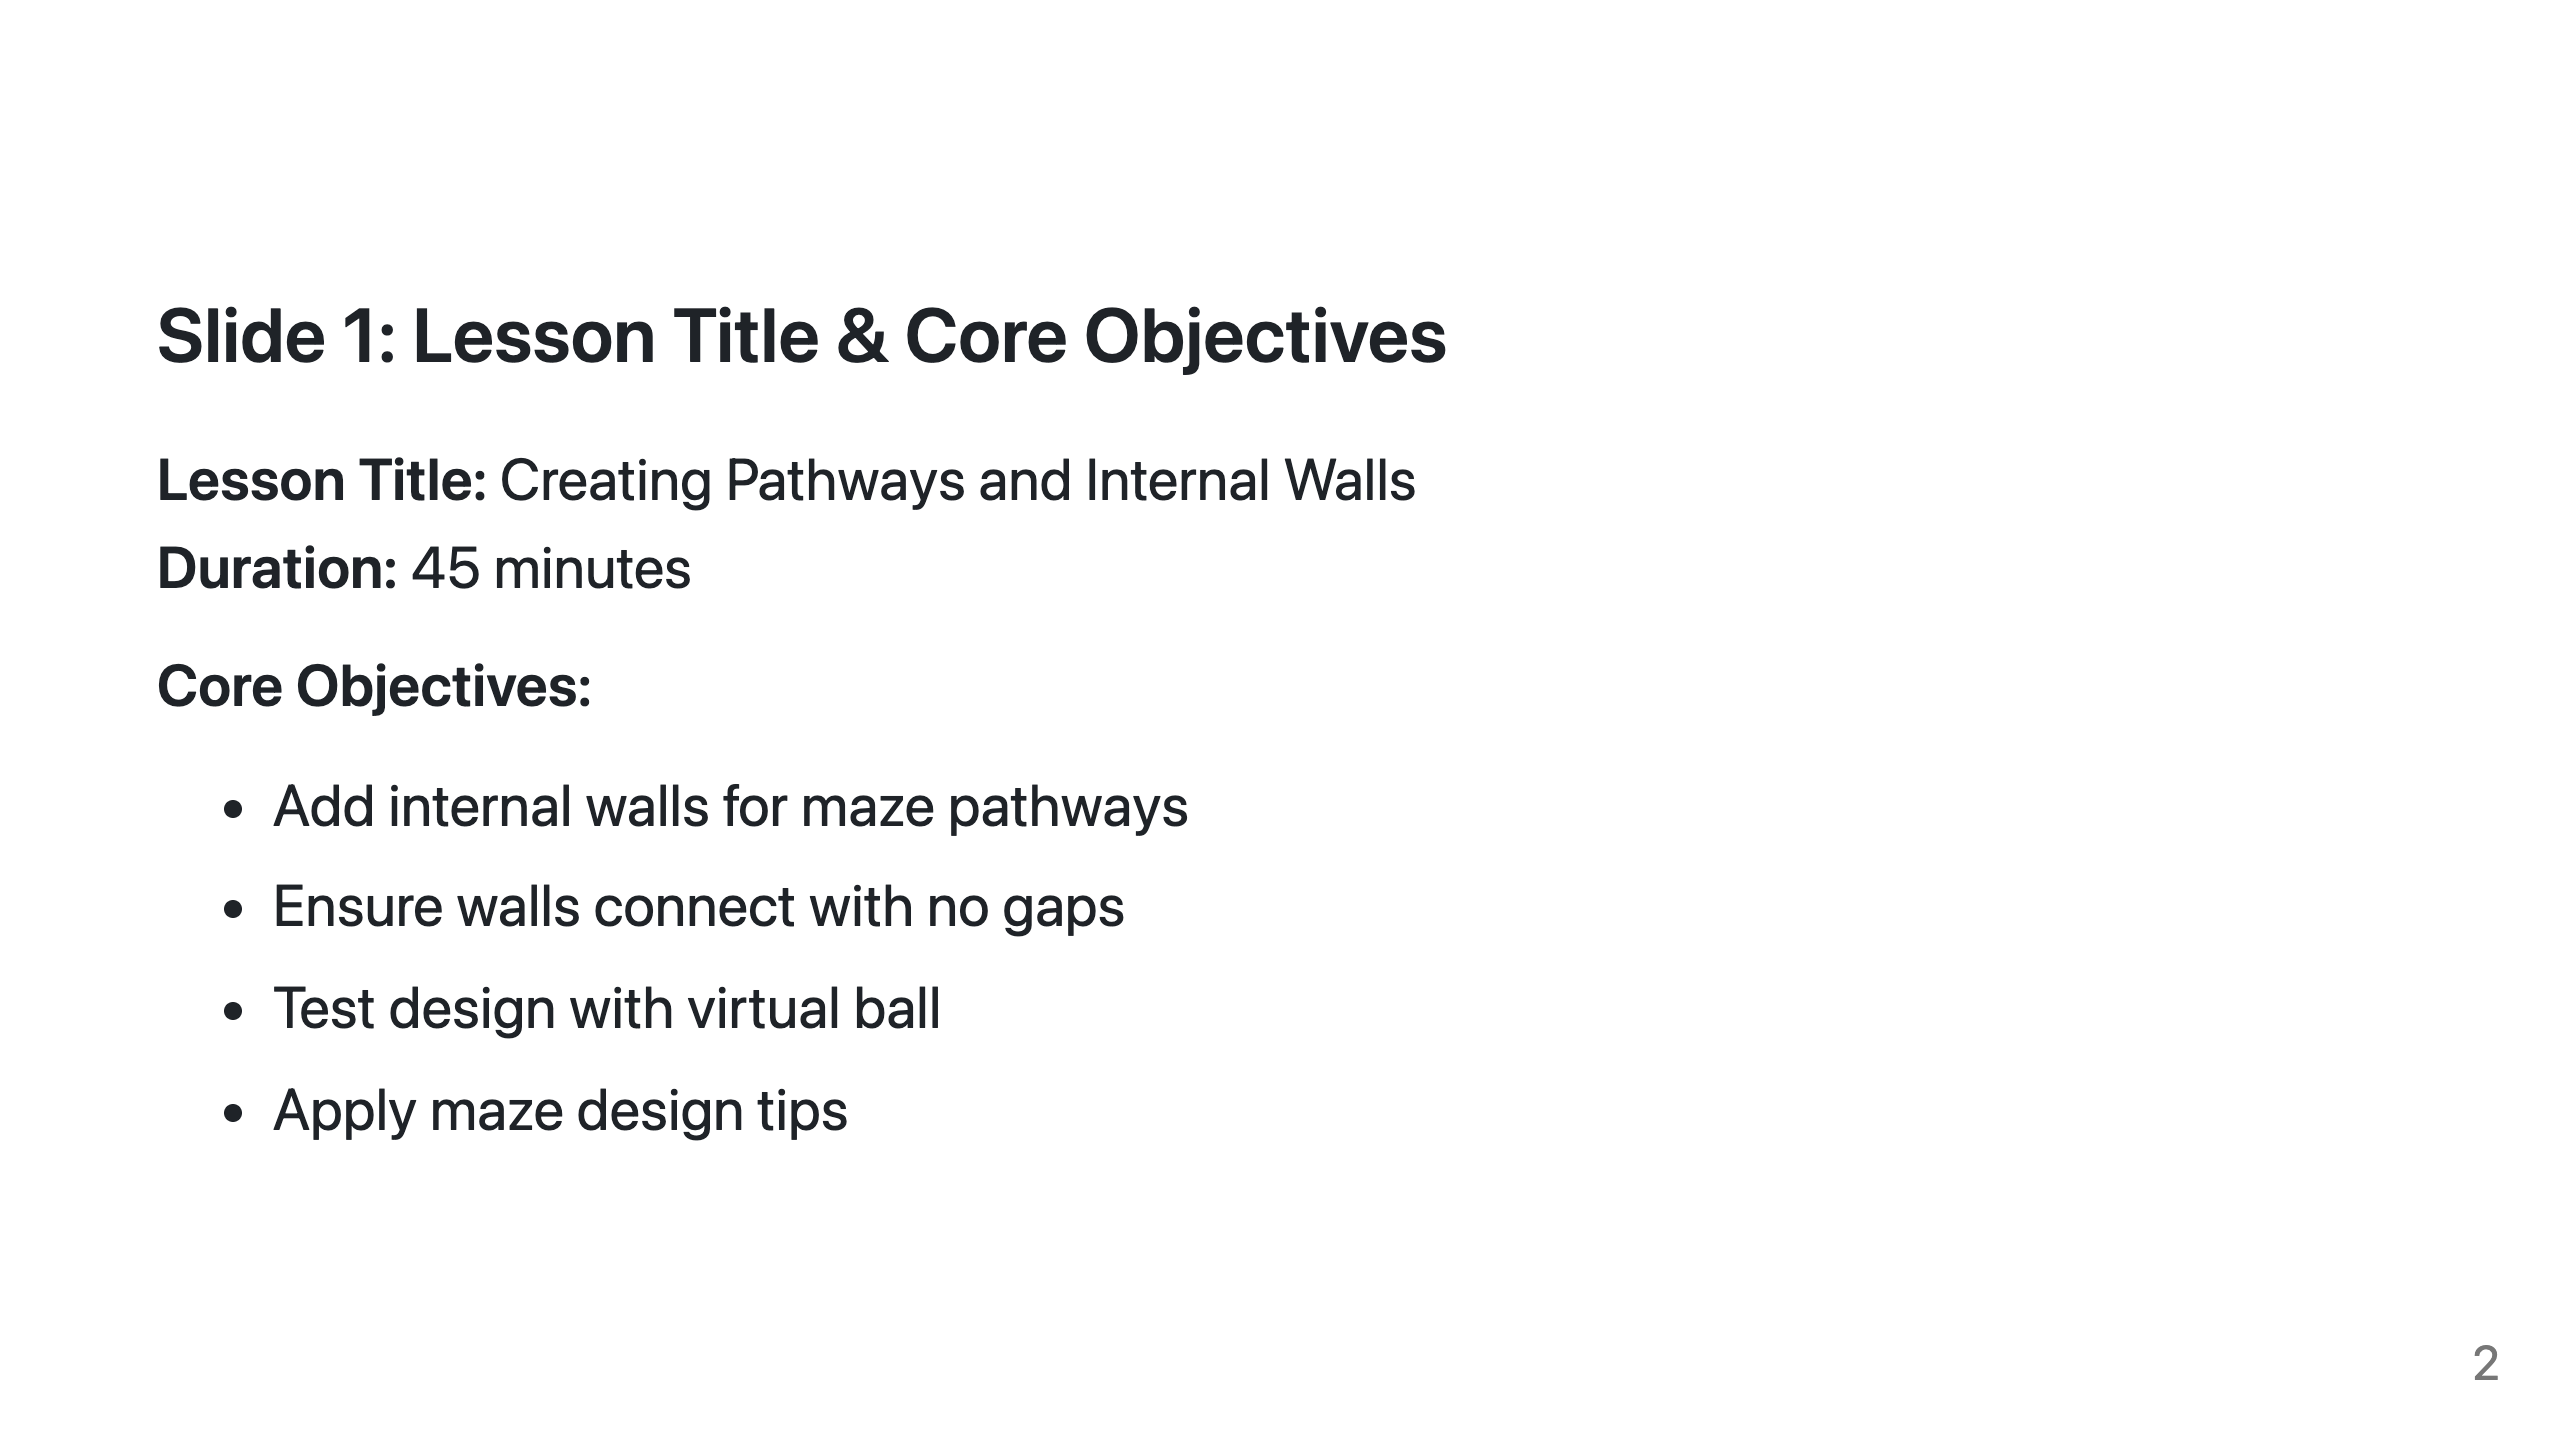 Slide 1: Lesson Title & Core Objectives
Lesson Title: Creating Pathways and Internal Walls
Duration: 45 minutes
Core Objectives:
• Add internal walls for maze pathways
• Ensure walls connect with no gaps
• Test design with virtual ball
• Apply maze design tips
2